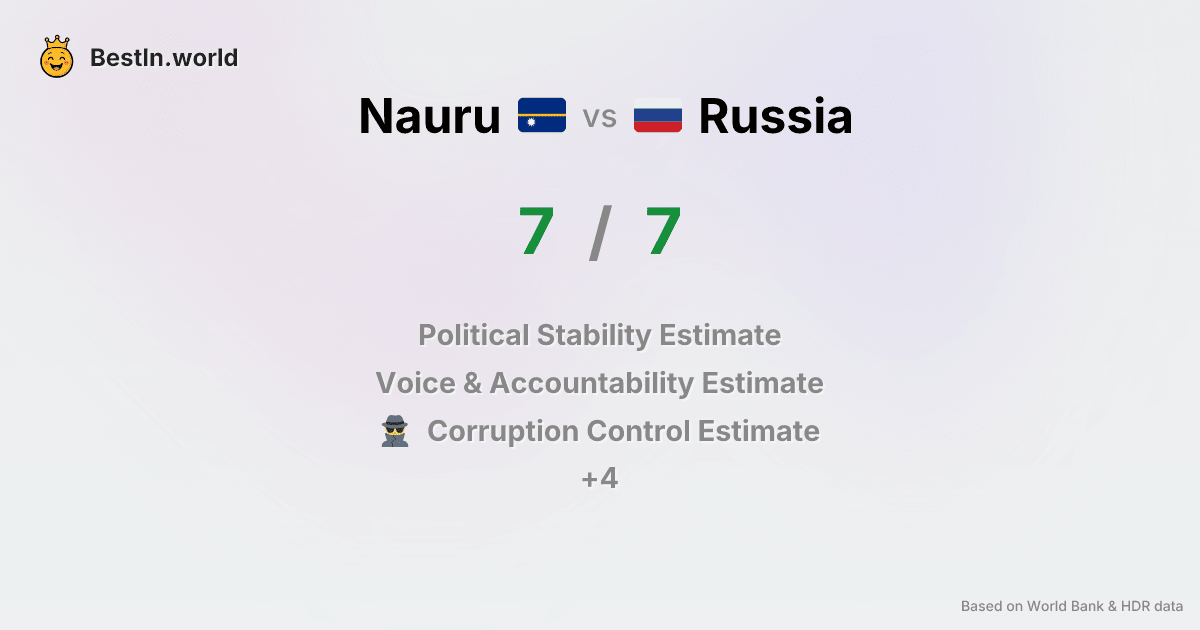 BestIn.world
Nauru vs Russia
7 / 7
Political Stability Estimate
Voice & Accountability Estimate
Corruption Control Estimate
+4
Based on World Bank & HDR data